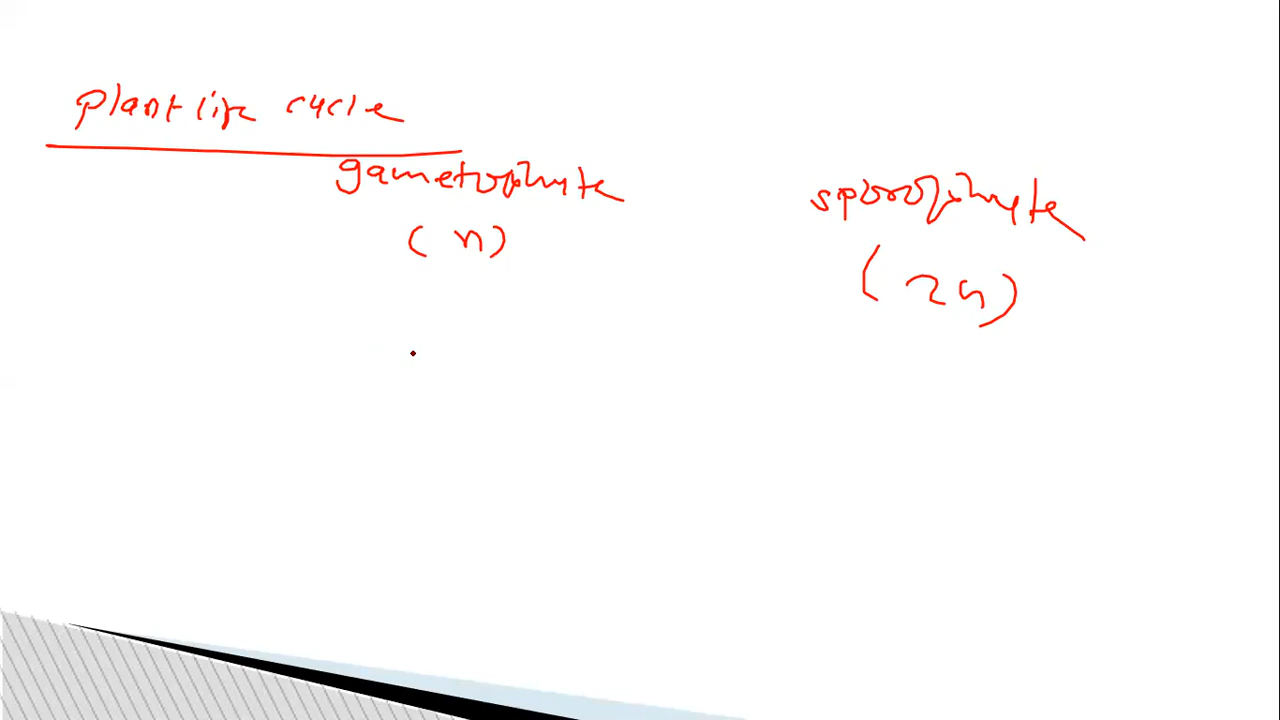 plant life cycle
gametophyte
(n)
sporophyte
(2n)